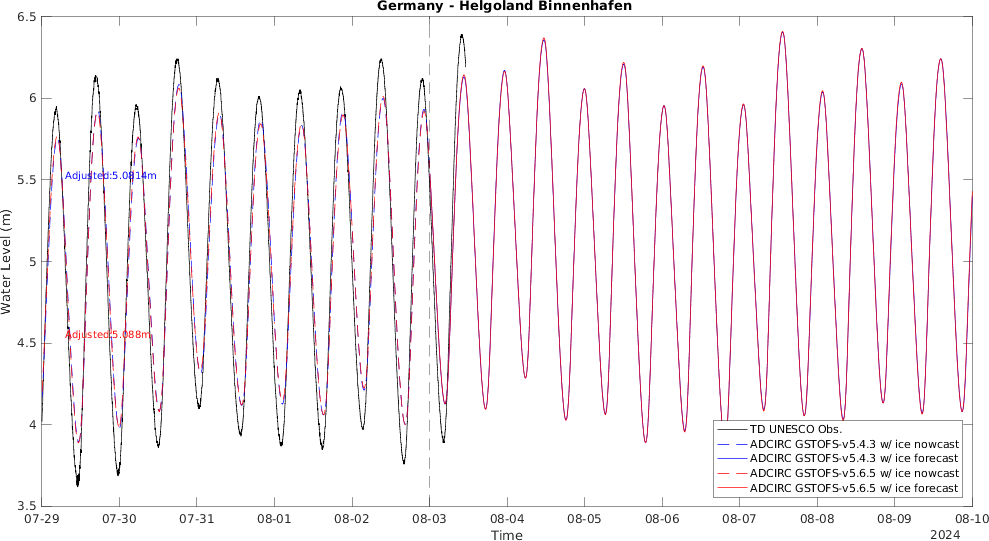 Germany - Helgoland Binnenhafen
6.5
6
5.5
5
4.5
4
3.5
Water Level (m)
Adjusted:5.0814m
Adjusted:5.088m
TD UNESCO Obs.
ADCIRC GSTOFS-v5.4.3 w/ ice nowcast
ADCIRC GSTOFS-v5.4.3 w/ ice forecast
ADCIRC GSTOFS-v5.6.5 w/ ice nowcast
ADCIRC GSTOFS-v5.6.5 w/ ice forecast
07-29 07-30 07-31 08-01 08-02 08-03 08-04 08-05 08-06 08-07 08-08 08-09 08-10
Time
2024